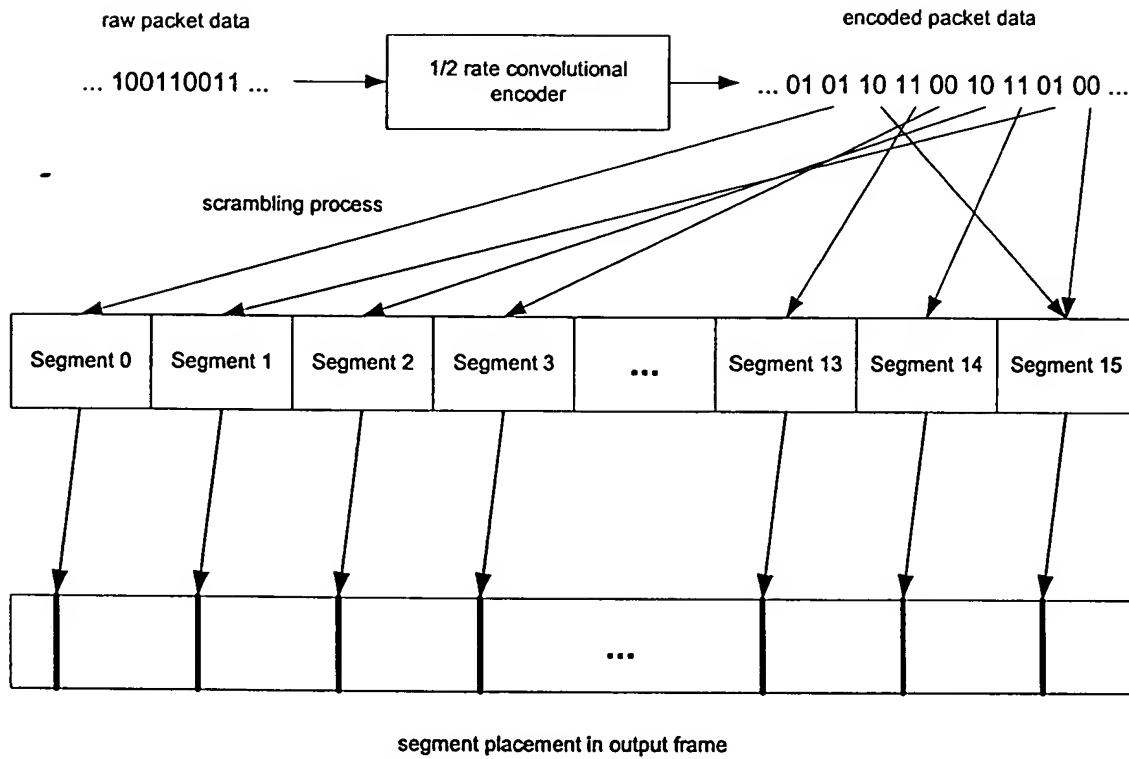 raw packet data
encoded packet data
... 100110011 ...
1/2 rate convolutional
encoder
... 01 01 10 11 00 10 11 01 00 ...
scrambling process
Segment 0
Segment 1
Segment 2
Segment 3
...
Segment 13
Segment 14
Segment 15
...
segment placement in output frame